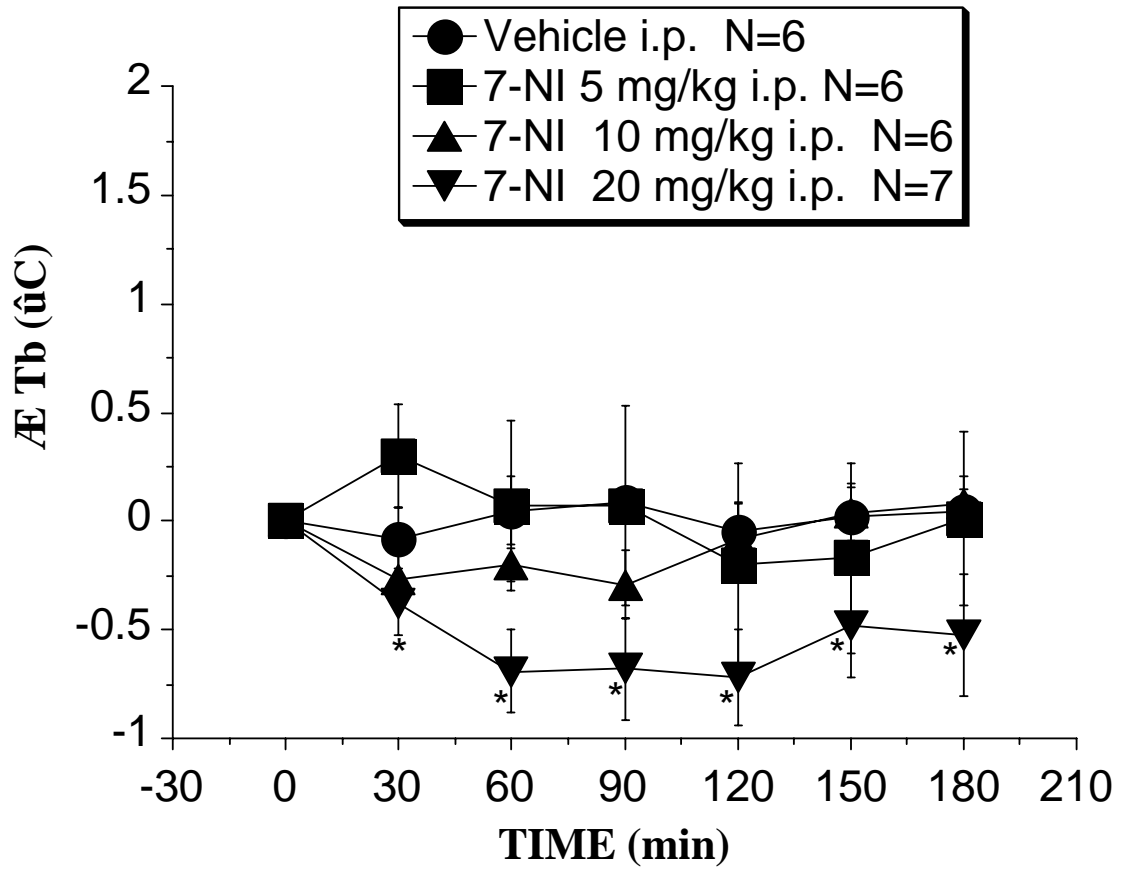 Vehicle i.p. N=6
7-NI 5 mg/kg i.p. N=6
7-NI 10 mg/kg i.p. N=6
7-NI 20 mg/kg i.p. N=7
2
1.5
1
0.5
0
-0.5
-1
Æ Tb (ûC)
* * * * * *
-30 0 30 60 90 120 150 180 210
TIME (min)